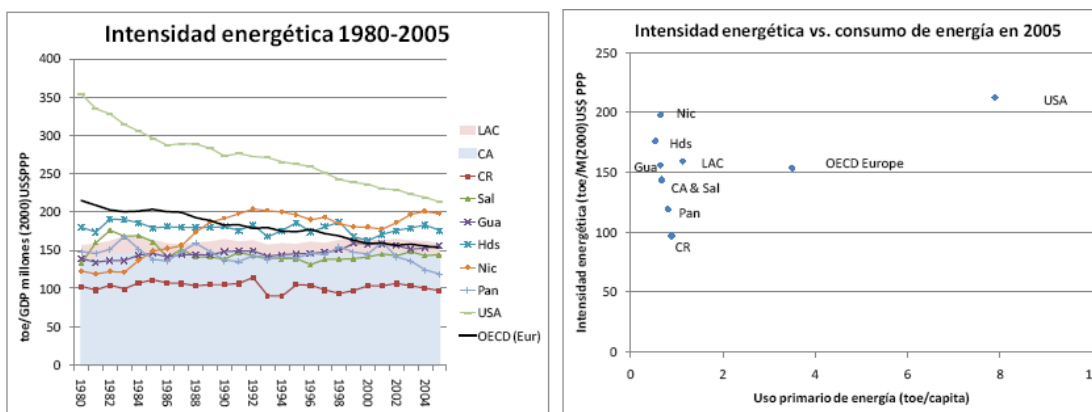 Intensidad energética 1980-2005
toe/GDP millones (2000)US$PPP
400
350
300
250
200
150
100
50
0
1980
1982
1984
1986
1988
1990
1992
1994
1996
1998
2000
2002
2004
LAC
CA
CR
Sal
Gua
Hds
Nic
Pan
USA
OECD (Eur)
Intensidad energética vs. consumo de energía en 2005
Intensidad energética (toe/M(2000)US$ PPP
250
200
150
100
50
0
USA
Nic
Hds
Gua
LAC
OECD Europe
CA & Sal
Pan
CR
0 2 4 6 8
Uso primario de energía (toe/capita)